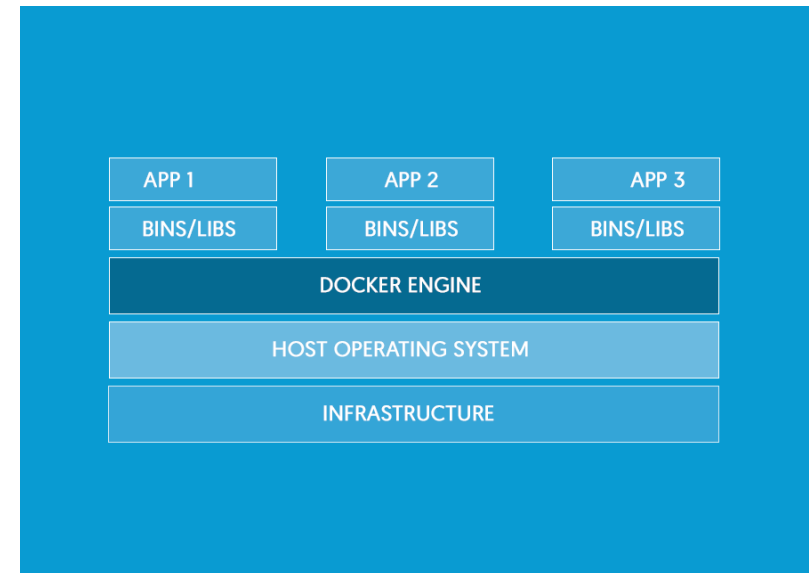 APP 1 APP 2 APP 3
BINS/LIBS BINS/LIBS BINS/LIBS
DOCKER ENGINE
HOST OPERATING SYSTEM
INFRASTRUCTURE